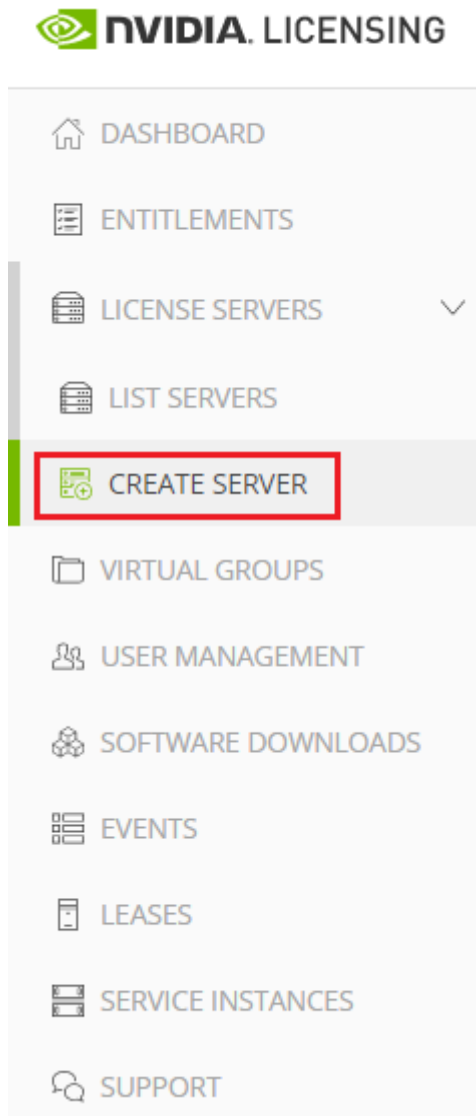 NVIDIA. LICENSING
DASHBOARD
ENTITLEMENTS
LICENSE SERVERS
LIST SERVERS
CREATE SERVER
VIRTUAL GROUPS
USER MANAGEMENT
SOFTWARE DOWNLOADS
EVENTS
LEASES
SERVICE INSTANCES
SUPPORT